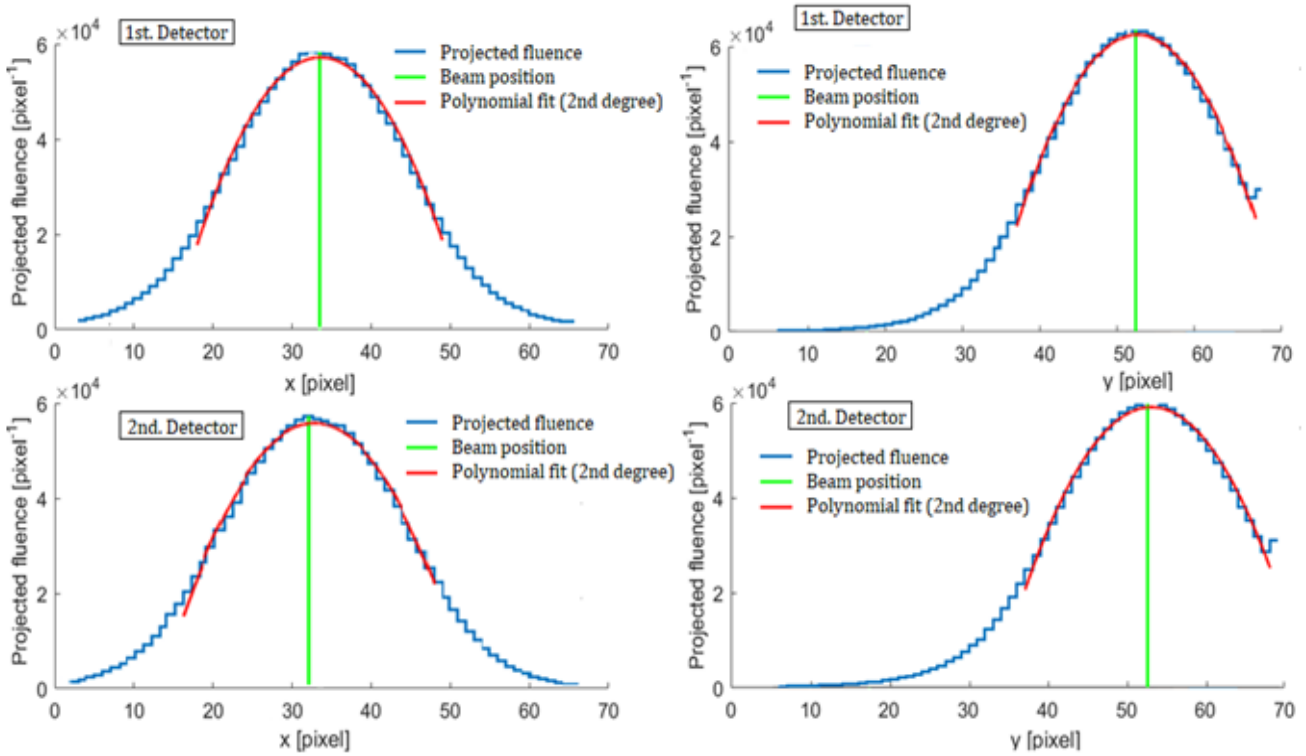 1st. Detector
×10⁴
Projected fluence
Beam position
Polynomial fit (2nd degree)
Projected fluence [pixel⁻¹]
6
4
2
0
0 10 20 30 40 50 60 70
x [pixel]
1st. Detector
×10⁴
Projected fluence
Beam position
Polynomial fit (2nd degree)
Projected fluence [pixel⁻¹]
6
4
2
0
0 10 20 30 40 50 60 70
y [pixel]
2nd. Detector
×10⁴
Projected fluence
Beam position
Polynomial fit (2nd degree)
Projected fluence [pixel⁻¹]
6
4
2
0
0 10 20 30 40 50 60 70
x [pixel]
2nd. Detector
×10⁴
Projected fluence
Beam position
Polynomial fit (2nd degree)
Projected fluence [pixel⁻¹]
6
4
2
0
0 10 20 30 40 50 60 70
y [pixel]